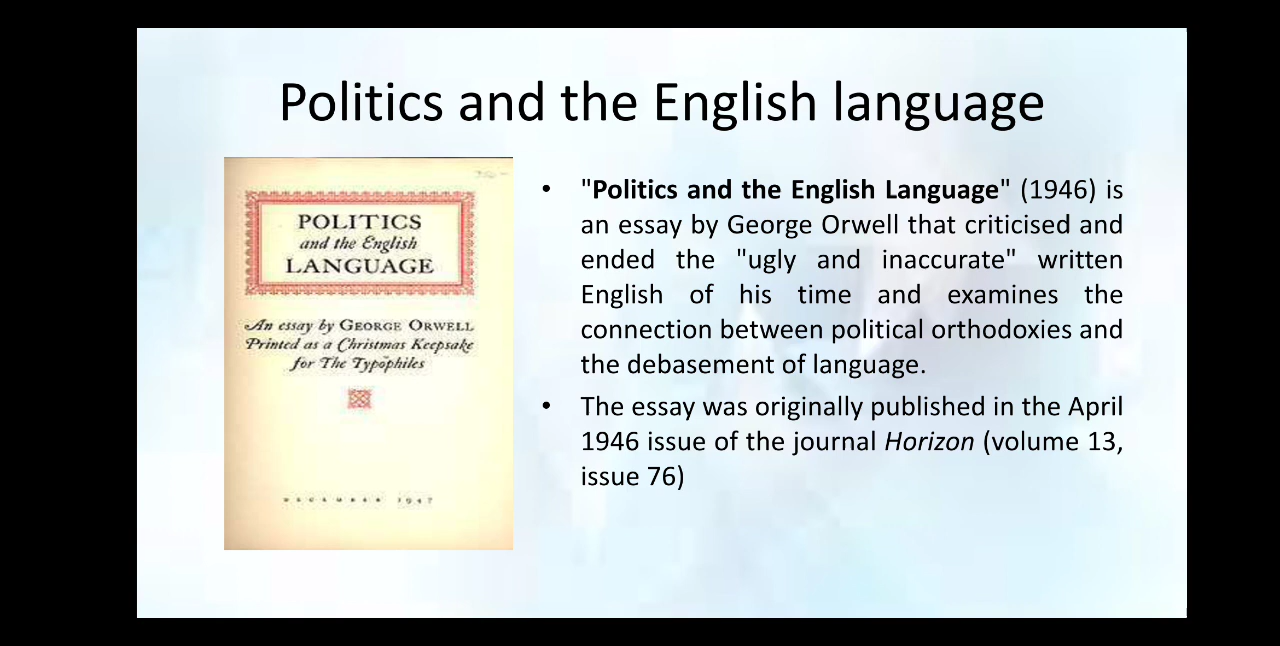 Politics and the English language
POLITICS
and the English
LANGUAGE
An essay by GEORGE ORWELL
Printed as a Christmas Keepsake
for The Typophiles
DECEMBER 1947
• "Politics and the English Language" (1946) is
an essay by George Orwell that criticised and
ended the "ugly and inaccurate" written
English of his time and examines the
connection between political orthodoxies and
the debasement of language.
• The essay was originally published in the April
1946 issue of the journal Horizon (volume 13,
issue 76)